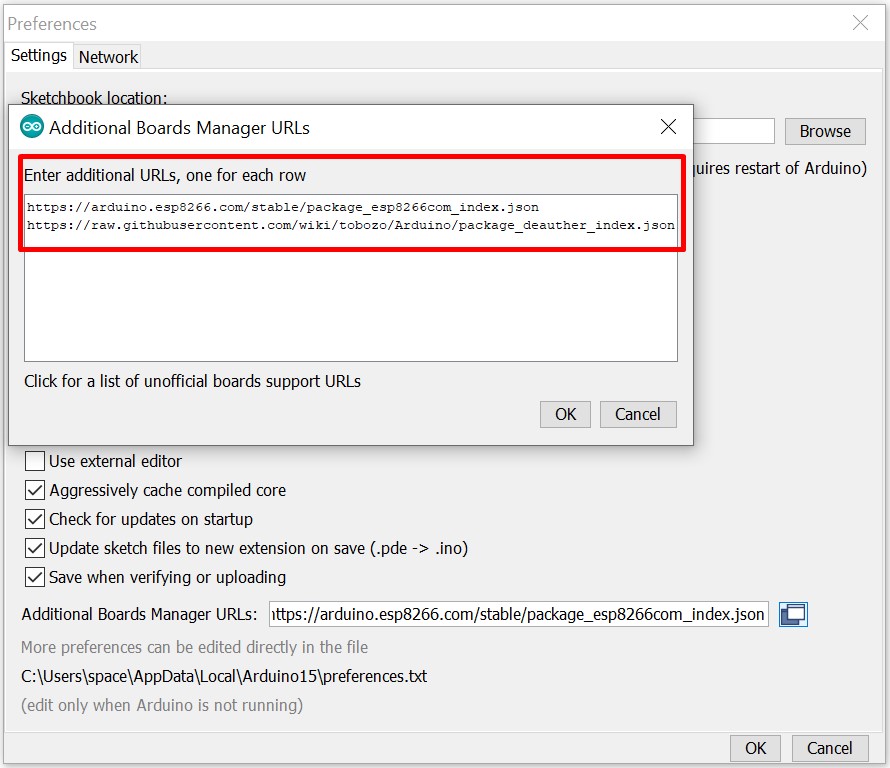 Preferences
Settings
Network
Sketchbook location:
Browse
Additional Boards Manager URLs
uires restart of Arduino)
Enter additional URLs, one for each row
https://arduino.esp8266.com/stable/package_esp8266com_index.json
https://raw.githubusercontent.com/wiki/tobozo/Arduino/package_deauther_index.json
Click for a list of unofficial boards support URLs
OK Cancel
Use external editor
Aggressively cache compiled core
Check for updates on startup
Update sketch files to new extension on save (.pde -> .ino)
Save when verifying or uploading
Additional Boards Manager URLs: ttps://arduino.esp8266.com/stable/package_esp8266com_index.json
More preferences can be edited directly in the file
C:\Users\space\AppData\Local\Arduino15\preferences.txt
(edit only when Arduino is not running)
OK Cancel